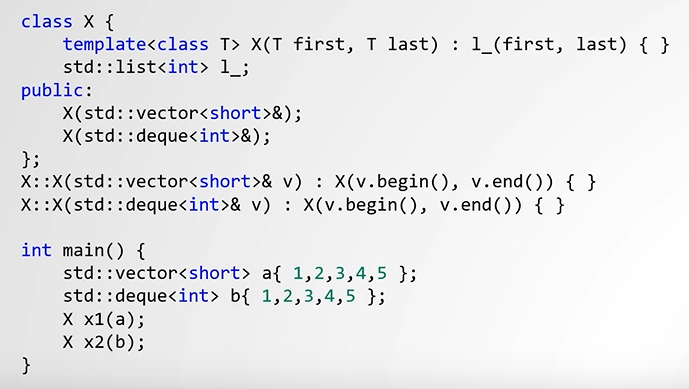 class X {
    template<class T> X(T first, T last) : l_(first, last) { }
    std::list<int> l_;
public:
    X(std::vector<short>&);
    X(std::deque<int>&);
};
X::X(std::vector<short>& v) : X(v.begin(), v.end()) { }
X::X(std::deque<int>& v) : X(v.begin(), v.end()) { }

int main() {
    std::vector<short> a{ 1,2,3,4,5 };
    std::deque<int> b{ 1,2,3,4,5 };
    X x1(a);
    X x2(b);
}